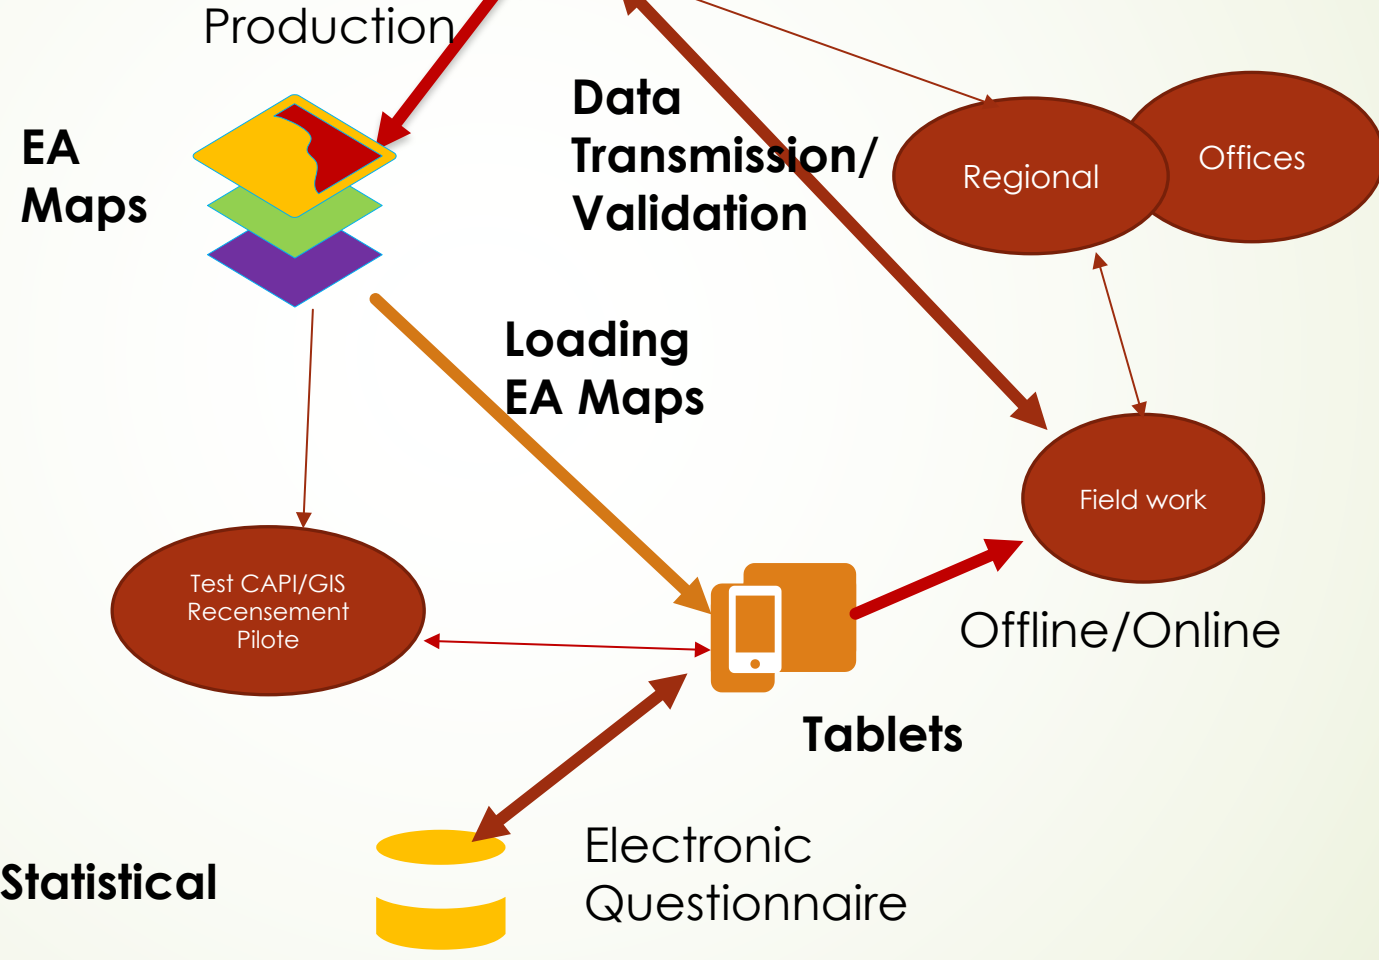 Production
EA
Maps
Data
Transmission/
Validation
Regional
Offices
Loading
EA Maps
Field work
Test CAPI/GIS
Recensement
Pilote
Offline/Online
Tablets
Electronic
Questionnaire
Statistical